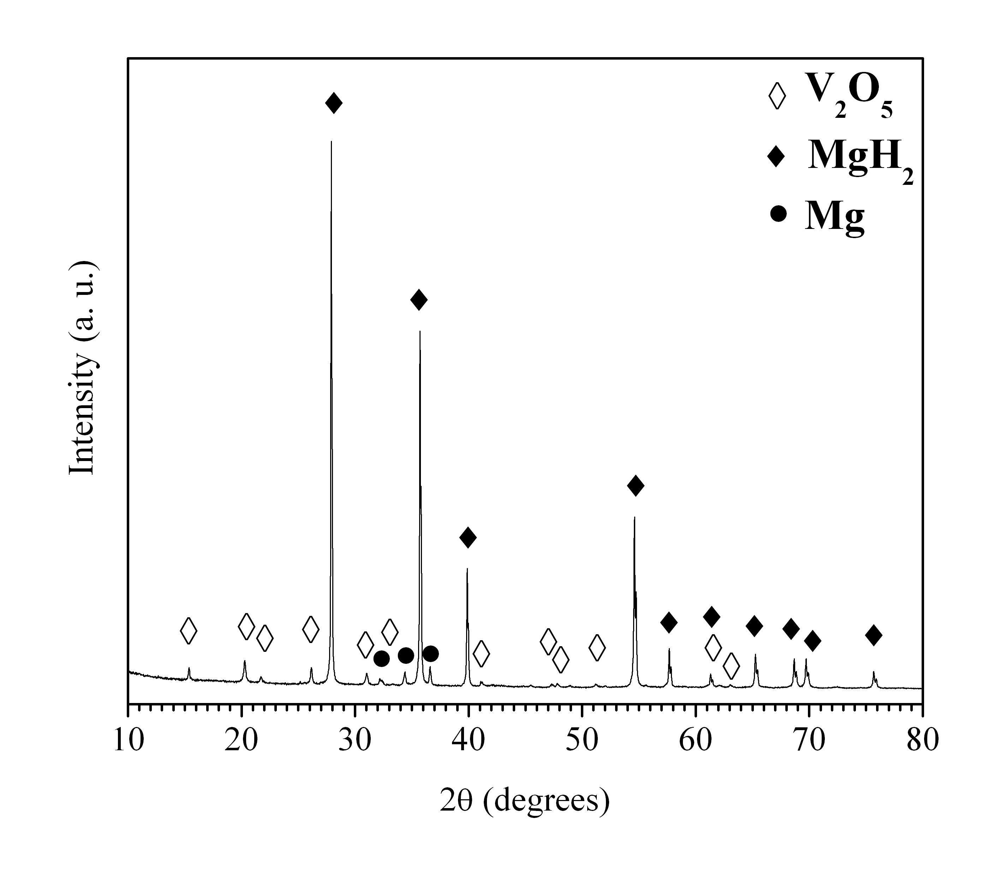 V2O5
MgH2
Mg
Intensity (a. u.)
10 20 30 40 50 60 70 80
2θ (degrees)